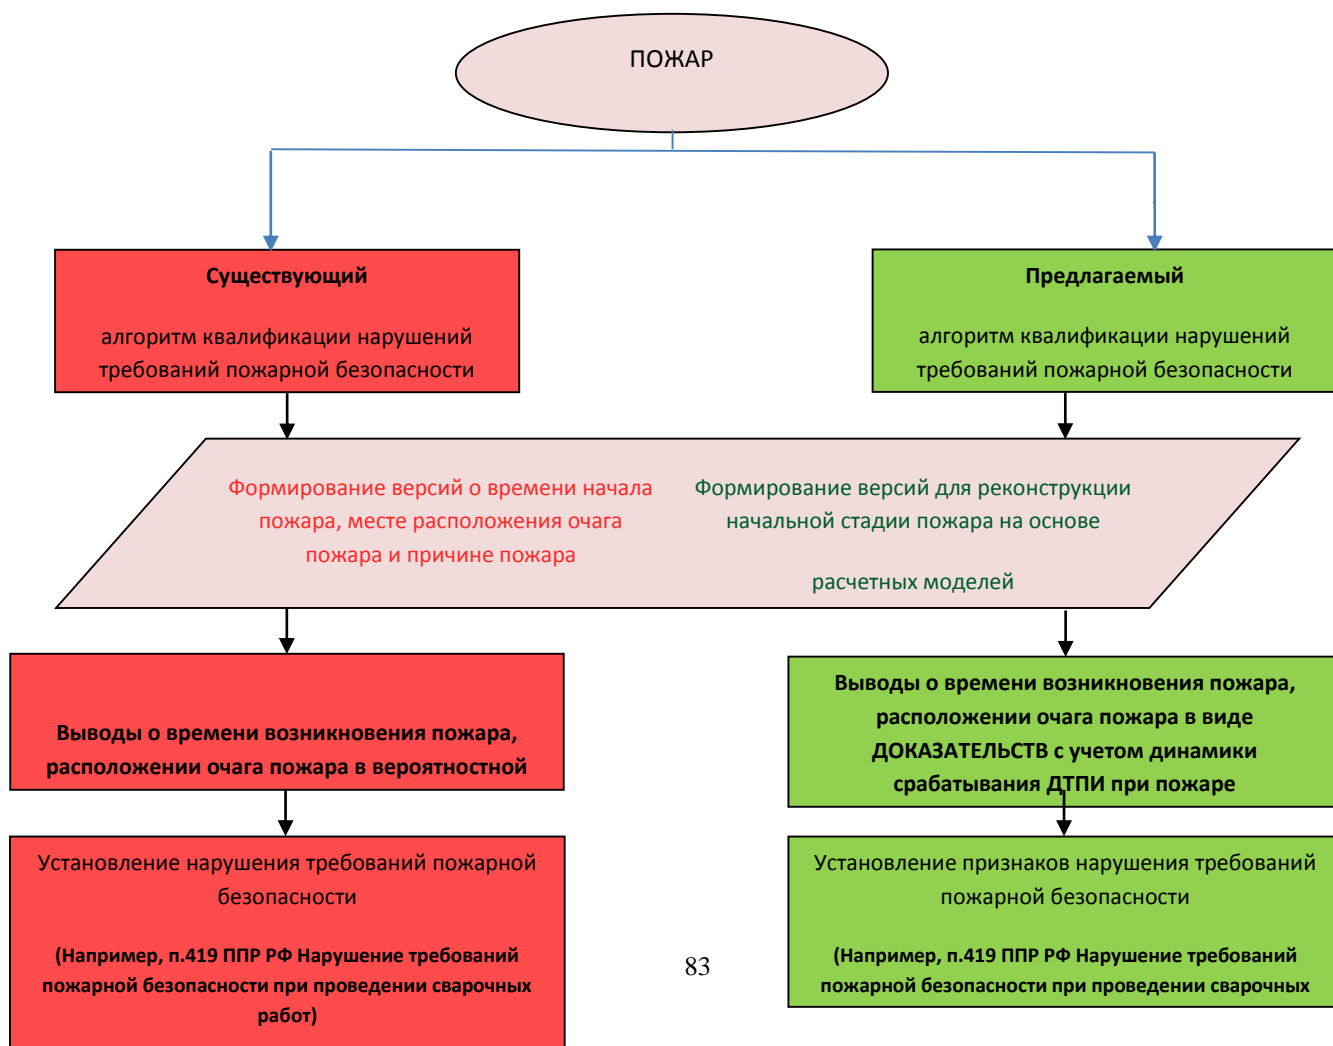 ПОЖАР
Существующий
алгоритм квалификации нарушений
требований пожарной безопасности
Предлагаемый
алгоритм квалификации нарушений
требований пожарной безопасности
Формирование версий о времени начала
пожара, месте расположения очага
пожара и причине пожара
Формирование версий для реконструкции
начальной стадии пожара на основе
расчетных моделей
Выводы о времени возникновения пожара,
расположении очага пожара в вероятностной
Выводы о времени возникновения пожара,
расположении очага пожара в виде
ДОКАЗАТЕЛЬСТВ с учетом динамики
срабатывания ДТПИ при пожаре
Установление нарушения требований пожарной
безопасности
(Например, п.419 ППР РФ Нарушение требований
пожарной безопасности при проведении сварочных
работ)
Установление признаков нарушения требований
пожарной безопасности
(Например, п.419 ППР РФ Нарушение требований
пожарной безопасности при проведении сварочных
83